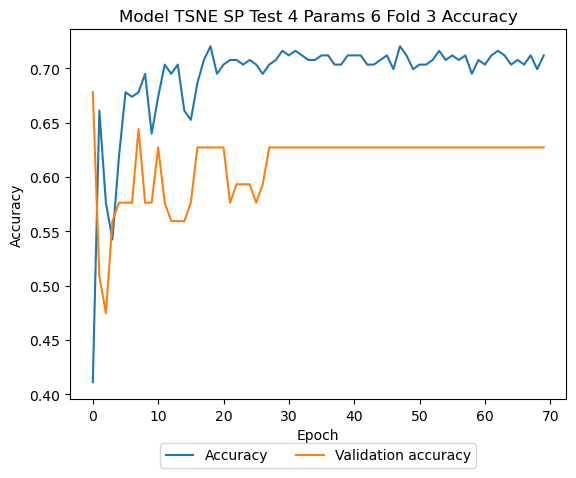 Model TSNE SP Test 4 Params 6 Fold 3 Accuracy
0.70
0.65
0.60
0.55
0.50
0.45
0.40
Accuracy
0 10 20 30 40 50 60 70
Epoch
Accuracy Validation accuracy